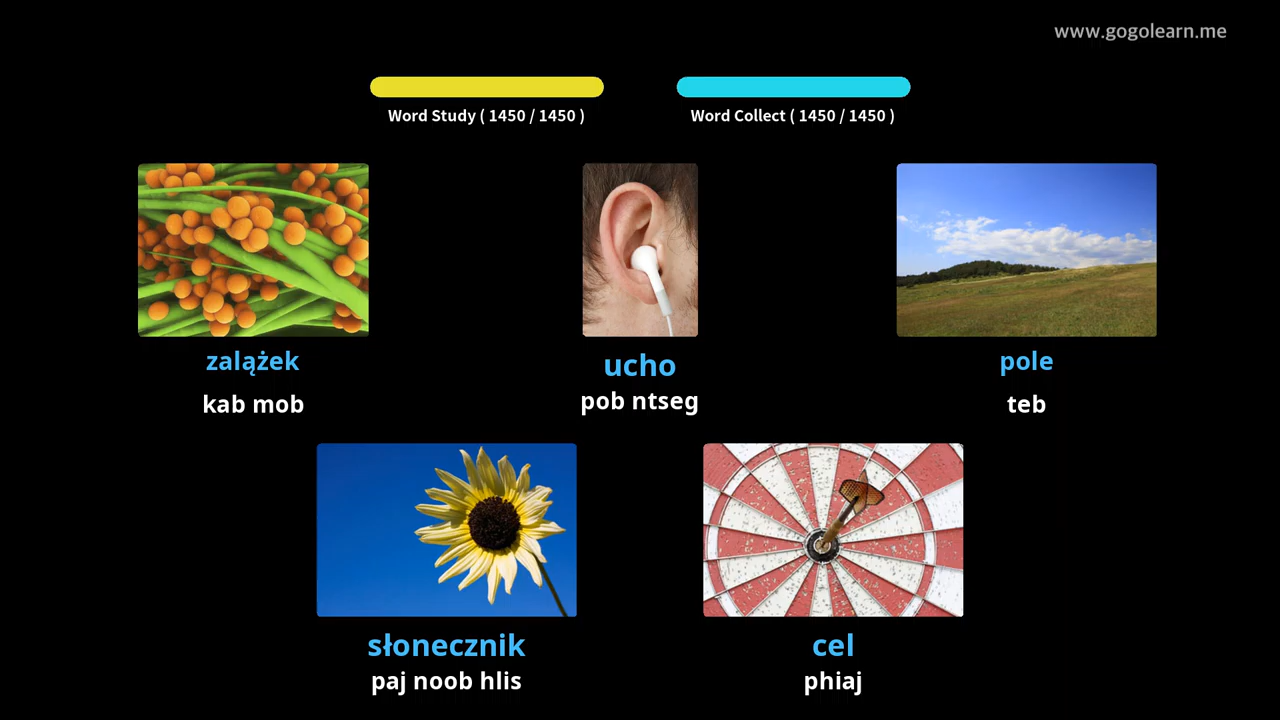 www.gogolearn.me
Word Study ( 1450 / 1450 )
Word Collect ( 1450 / 1450 )
zalążek
kab mob
ucho
pob ntseg
pole
teb
słonecznik
paj noob hlis
cel
phiaj